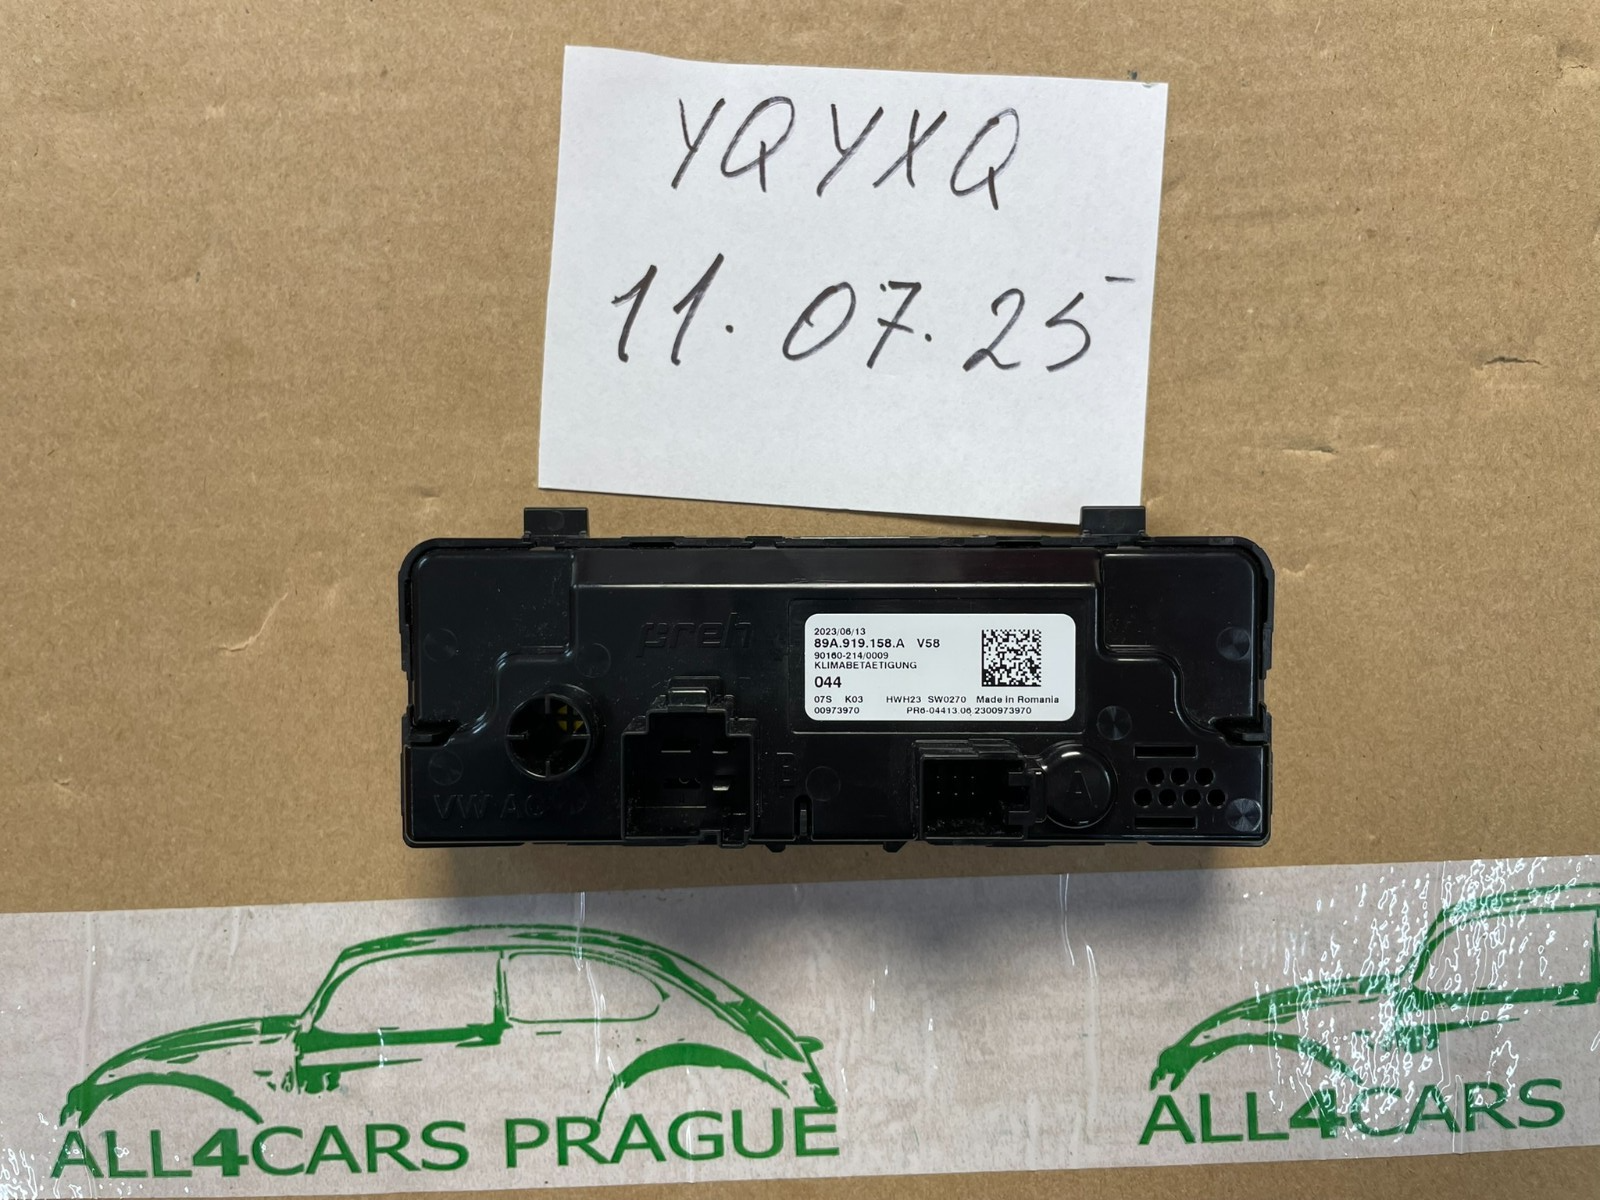 YQYXQ
11.07.25
preh
2023/06/13
89A.919.158.A V58
90160-214/0009
KLIMABETAETIGUNG
044
07S K03 HWH23 SW0270 Made in Romania
00973970 PR6-04413.06.2300973970
B
A
VW AG
ALL4CARS PRAGUE
ALL4CARS